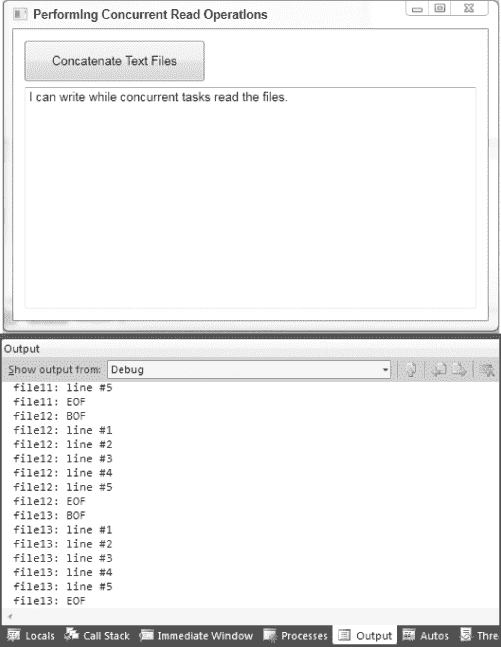 Performing Concurrent Read Operations
Concatenate Text Files
I can write while concurrent tasks read the files.
Output
Show output from: Debug
file11: line #5
file11: EOF
file12: BOF
file12: line #1
file12: line #2
file12: line #3
file12: line #4
file12: line #5
file12: EOF
file13: BOF
file13: line #1
file13: line #2
file13: line #3
file13: line #4
file13: line #5
file13: EOF
Locals Call Stack Immediate Window Processes Output Autos Thre